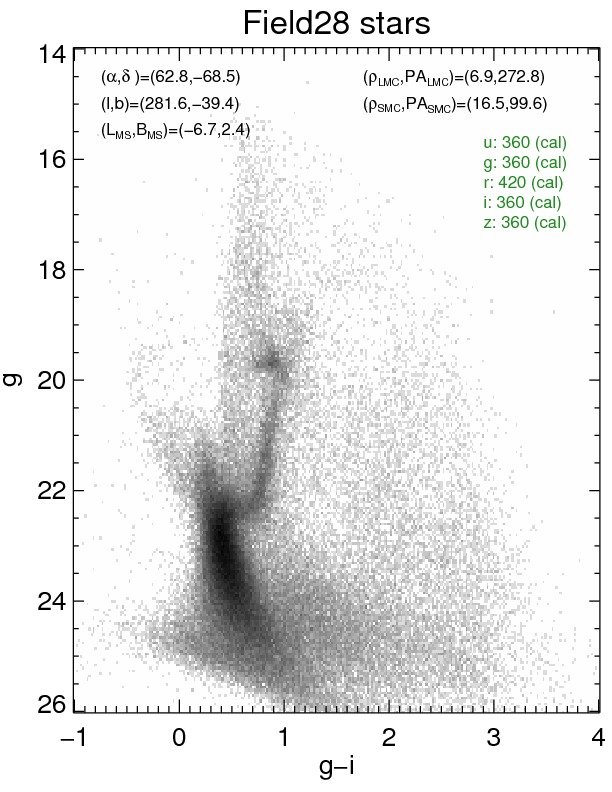 Field28 stars
14
(α,δ )=(62.8,−68.5)
(ρLMC,PALMC)=(6.9,272.8)
(l,b)=(281.6,−39.4)
(ρSMC,PASMC)=(16.5,99.6)
(LMS,BMS)=(−6.7,2.4)
u: 360 (cal)
16
g: 360 (cal)
r: 420 (cal)
i: 360 (cal)
z: 360 (cal)
18
g
20
22
24
26
−1 0 1 2 3 4
g−i